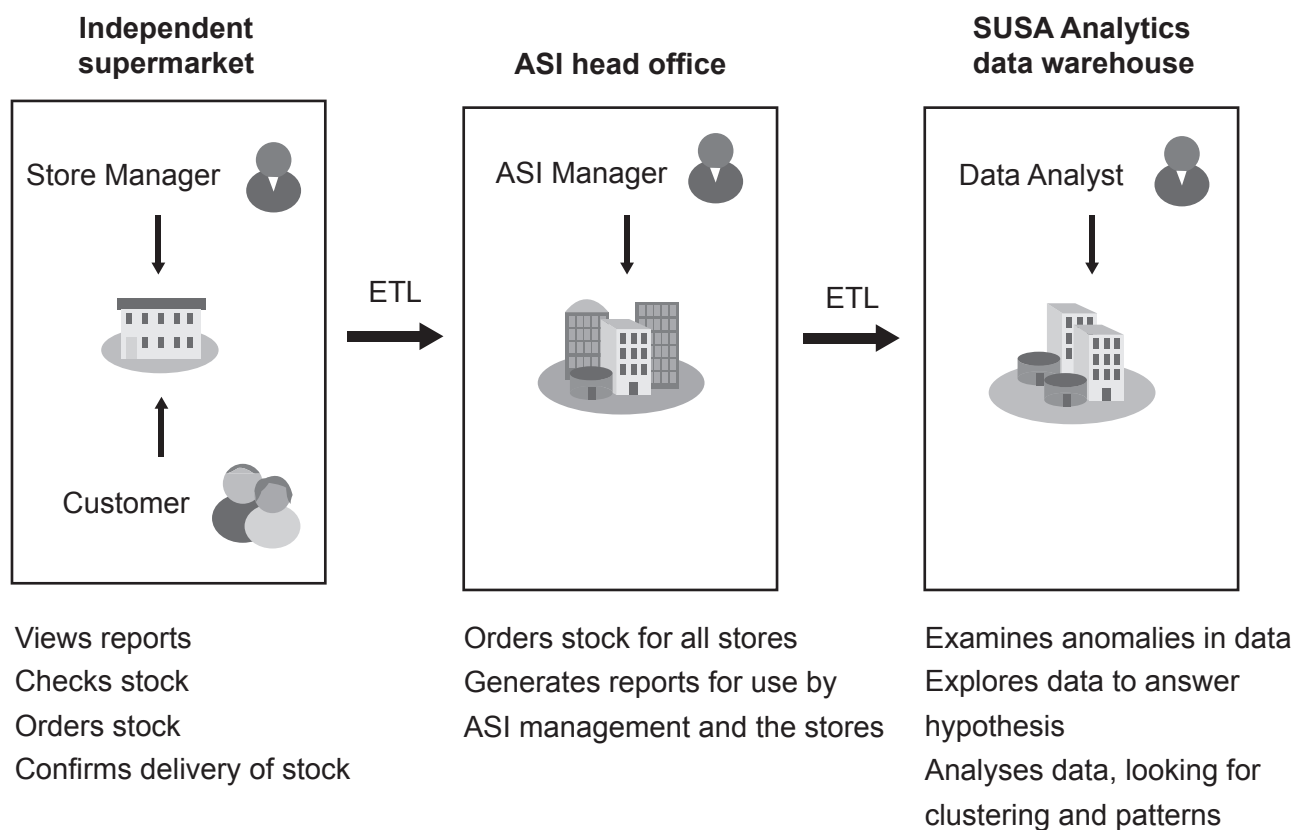 Independent
supermarket
ASI head office
SUSA Analytics
data warehouse
Store Manager
Customer
ETL
ASI Manager
ETL
Data Analyst
Views reports
Checks stock
Orders stock
Confirms delivery of stock
Orders stock for all stores
Generates reports for use by
ASI management and the stores
Examines anomalies in data
Explores data to answer
hypothesis
Analyses data, looking for
clustering and patterns